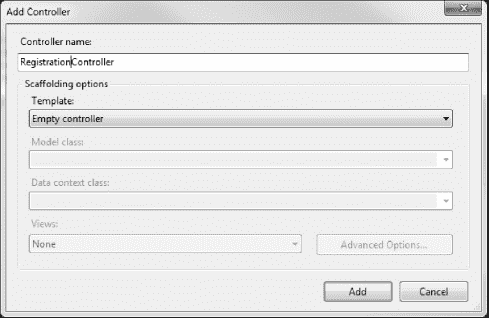 Add Controller
Controller name:
RegistrationController
Scaffolding options
Template:
Empty controller
Model class:
Data context class:
Views:
None
Advanced Options...
Add
Cancel